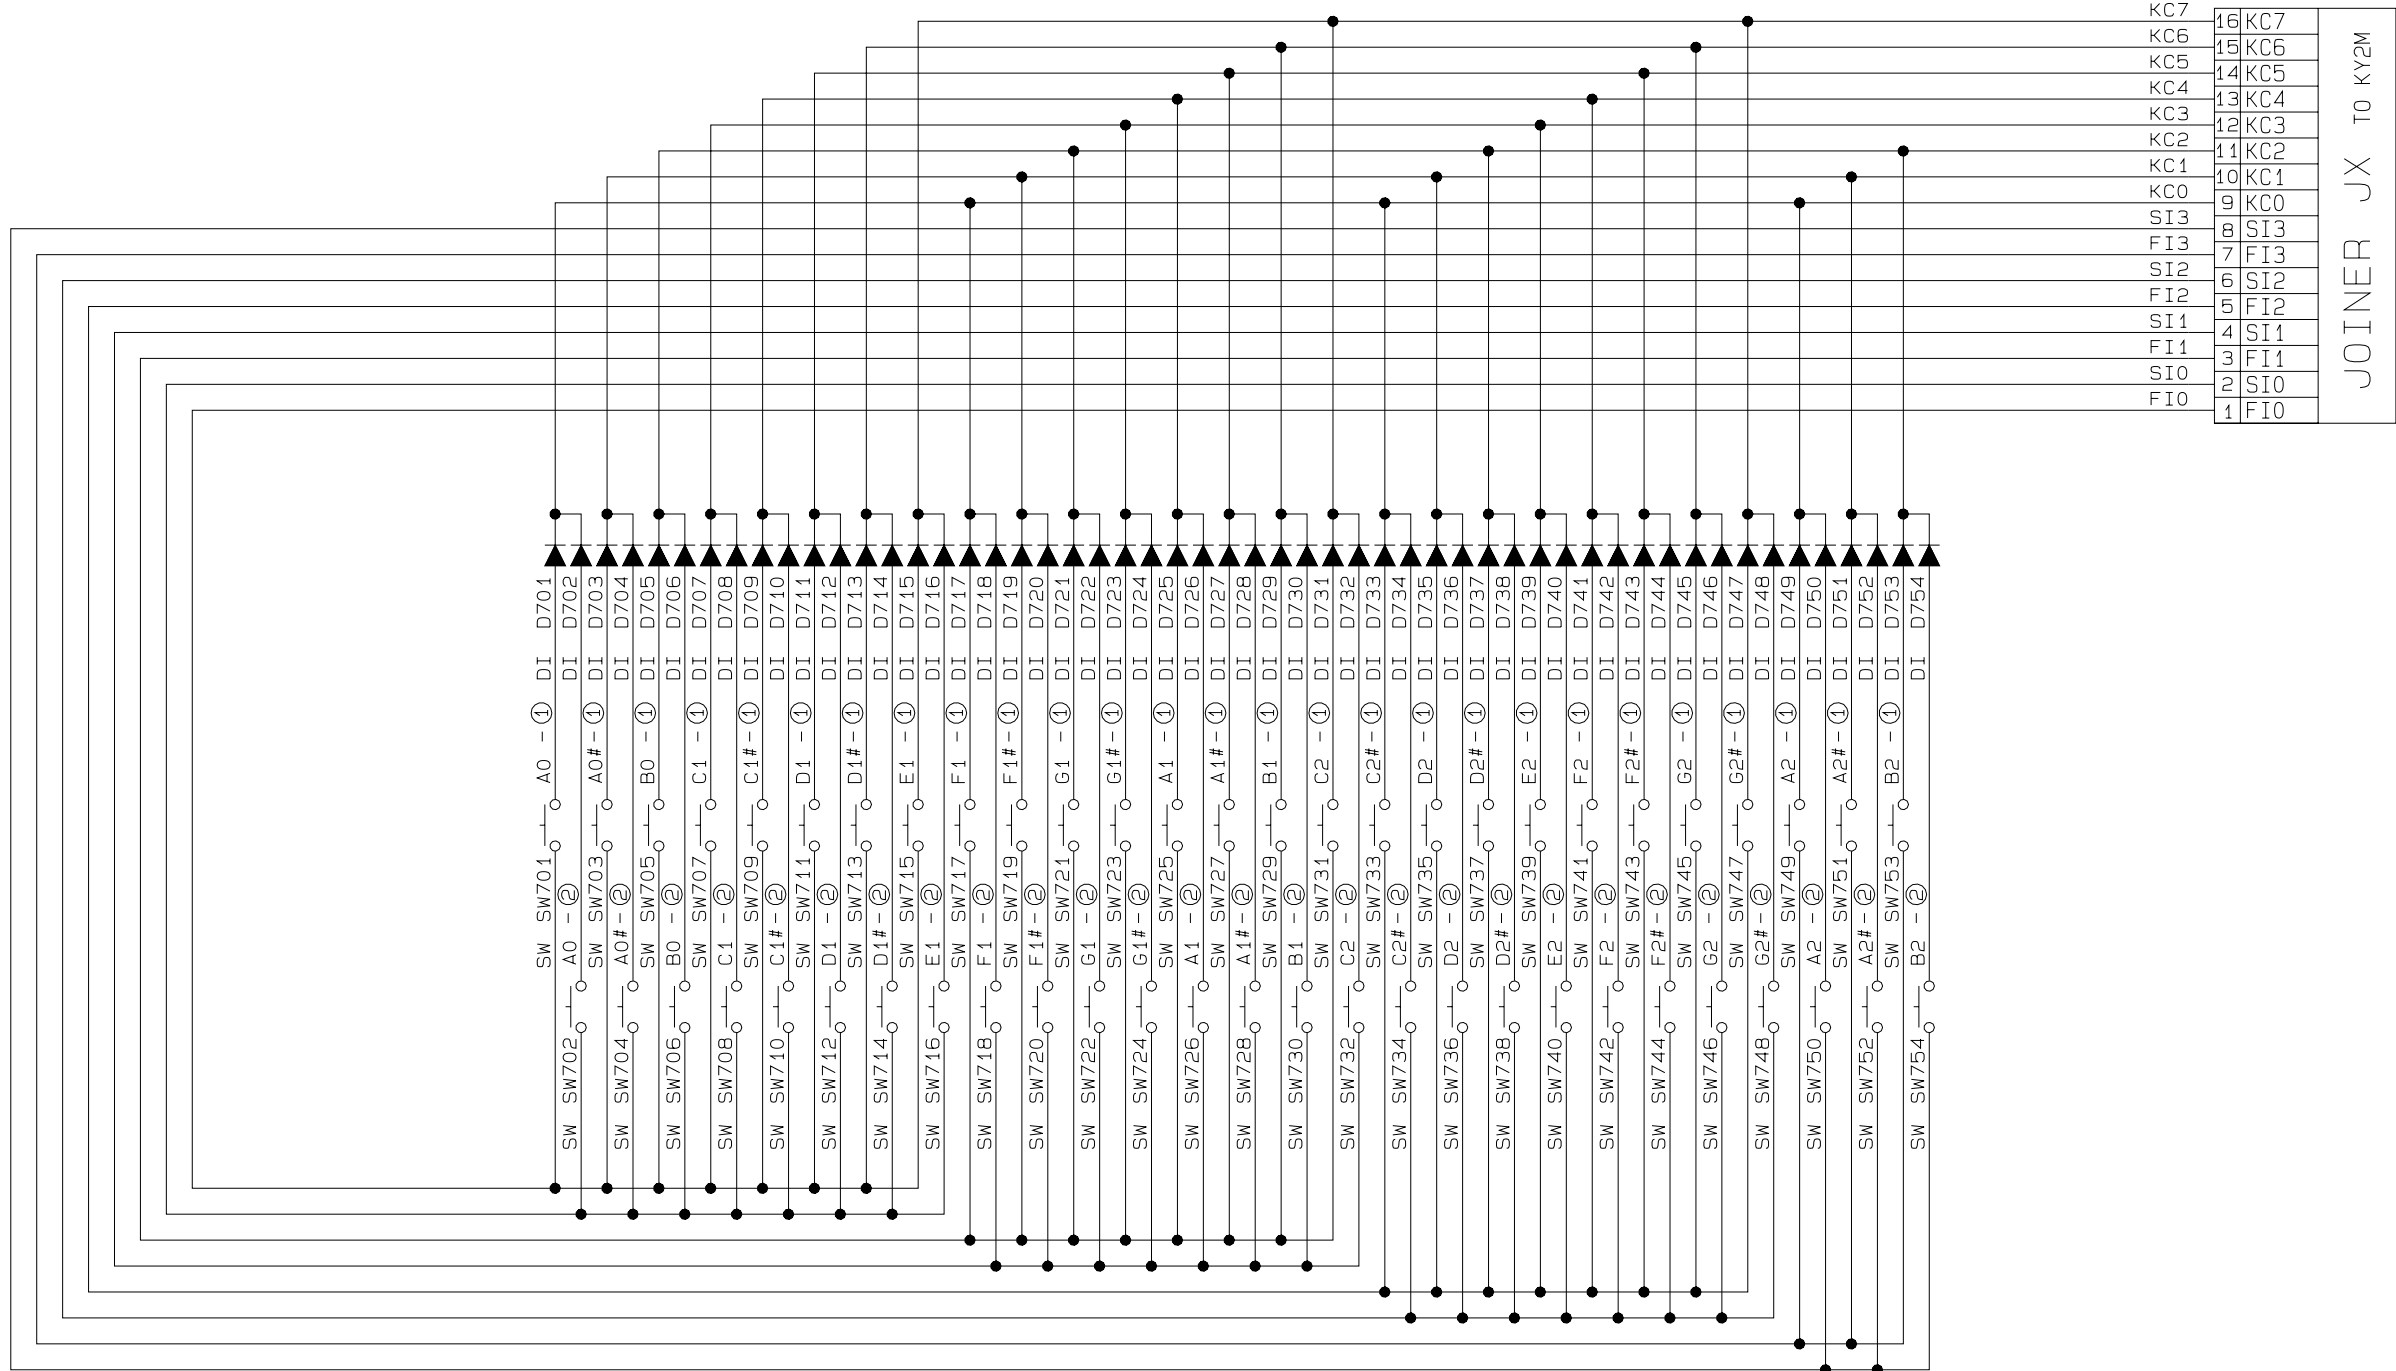 KC7
KC6
KC5
KC4
KC3
KC2
KC1
KC0
SI3
FI3
SI2
FI2
SI1
FI1
SI0
FI0
16 KC7
15 KC6
14 KC5
13 KC4
12 KC3
11 KC2
10 KC1
9 KC0
8 SI3
7 FI3
6 SI2
5 FI2
4 SI1
3 FI1
2 SI0
1 FI0
JOINER JX TO KY2M
SW SW701 A0 -① DI D701
SW SW702 A0 -② DI D702
SW SW703 A0#-① DI D703
SW SW704 A0#-② DI D704
SW SW705 B0 -① DI D705
SW SW706 B0 -② DI D706
SW SW707 C1 -① DI D707
SW SW708 C1 -② DI D708
SW SW709 C1#-① DI D709
SW SW710 C1#-② DI D710
SW SW711 D1 -① DI D711
SW SW712 D1 -② DI D712
SW SW713 D1#-① DI D713
SW SW714 D1#-② DI D714
SW SW715 E1 -① DI D715
SW SW716 E1 -② DI D716
SW SW717 F1 -① DI D717
SW SW718 F1 -② DI D718
SW SW719 F1#-① DI D719
SW SW720 F1#-② DI D720
SW SW721 G1 -① DI D721
SW SW722 G1 -② DI D722
SW SW723 G1#-① DI D723
SW SW724 G1#-② DI D724
SW SW725 A1 -① DI D725
SW SW726 A1 -② DI D726
SW SW727 A1#-① DI D727
SW SW728 A1#-② DI D728
SW SW729 B1 -① DI D729
SW SW730 B1 -② DI D730
SW SW731 C2 -① DI D731
SW SW732 C2 -② DI D732
SW SW733 C2#-① DI D733
SW SW734 C2#-② DI D734
SW SW735 D2 -① DI D735
SW SW736 D2 -② DI D736
SW SW737 D2#-① DI D737
SW SW738 D2#-② DI D738
SW SW739 E2 -① DI D739
SW SW740 E2 -② DI D740
SW SW741 F2 -① DI D741
SW SW742 F2 -② DI D742
SW SW743 F2#-① DI D743
SW SW744 F2#-② DI D744
SW SW745 G2 -① DI D745
SW SW746 G2 -② DI D746
SW SW747 G2#-① DI D747
SW SW748 G2#-② DI D748
SW SW749 A2 -① DI D749
SW SW750 A2 -② DI D750
SW SW751 A2#-① DI D751
SW SW752 A2#-② DI D752
SW SW753 B2 -① DI D753
SW SW754 B2 -② DI D754